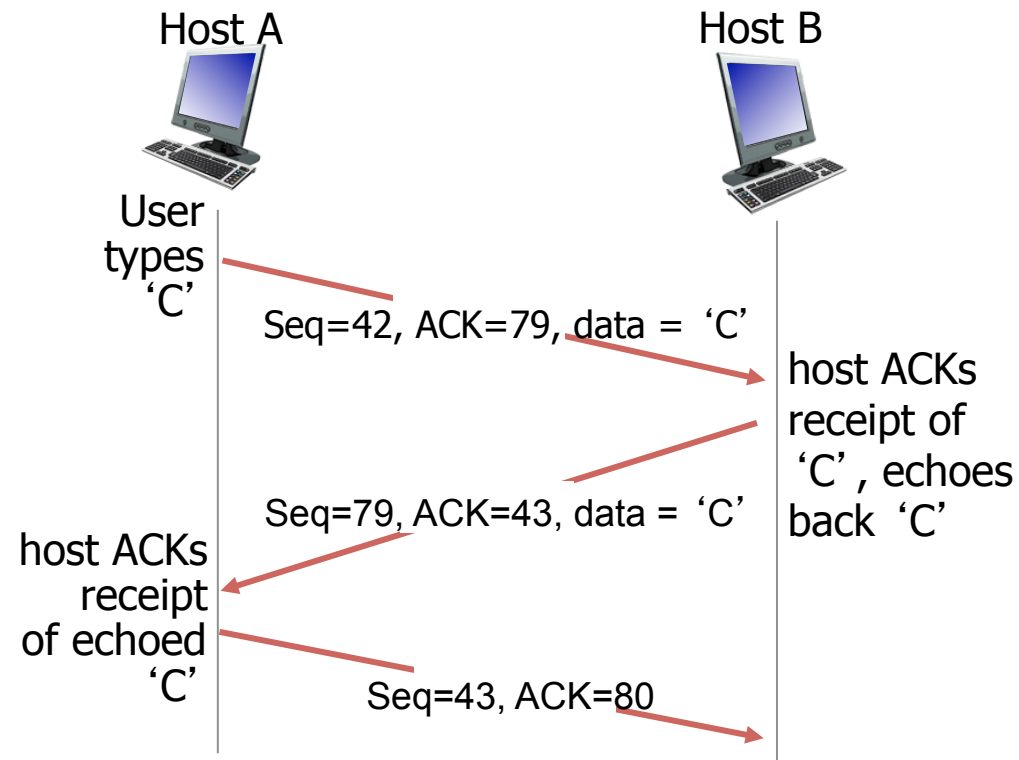 Host A
Host B
User
types
‘C’
Seq=42, ACK=79, data = ‘C’
host ACKs
receipt of
‘C’, echoes
back ‘C’
Seq=79, ACK=43, data = ‘C’
host ACKs
receipt
of echoed
‘C’
Seq=43, ACK=80